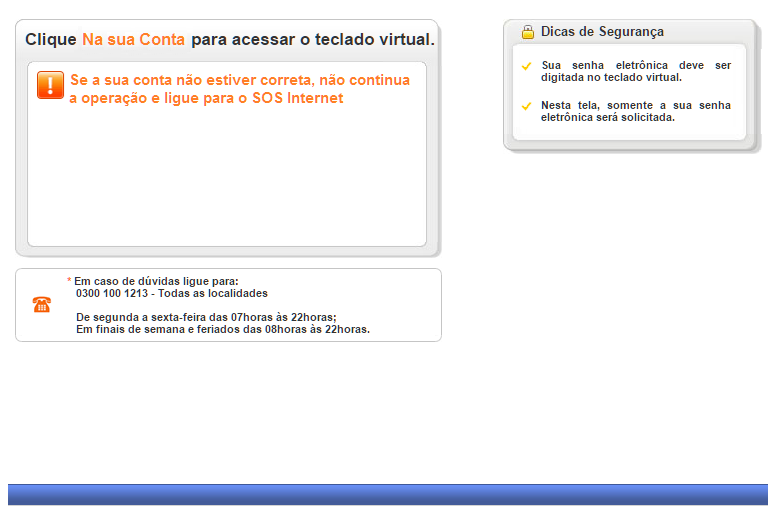 Clique Na sua Conta para acessar o teclado virtual.
Se a sua conta não estiver correta, não continua
a operação e ligue para o SOS Internet
* Em caso de dúvidas ligue para:
0300 100 1213 - Todas as localidades
De segunda a sexta-feira das 07horas às 22horas;
Em finais de semana e feriados das 08horas às 22horas.
Dicas de Segurança
Sua senha eletrônica deve ser
digitada no teclado virtual.
Nesta tela, somente a sua senha
eletrônica será solicitada.